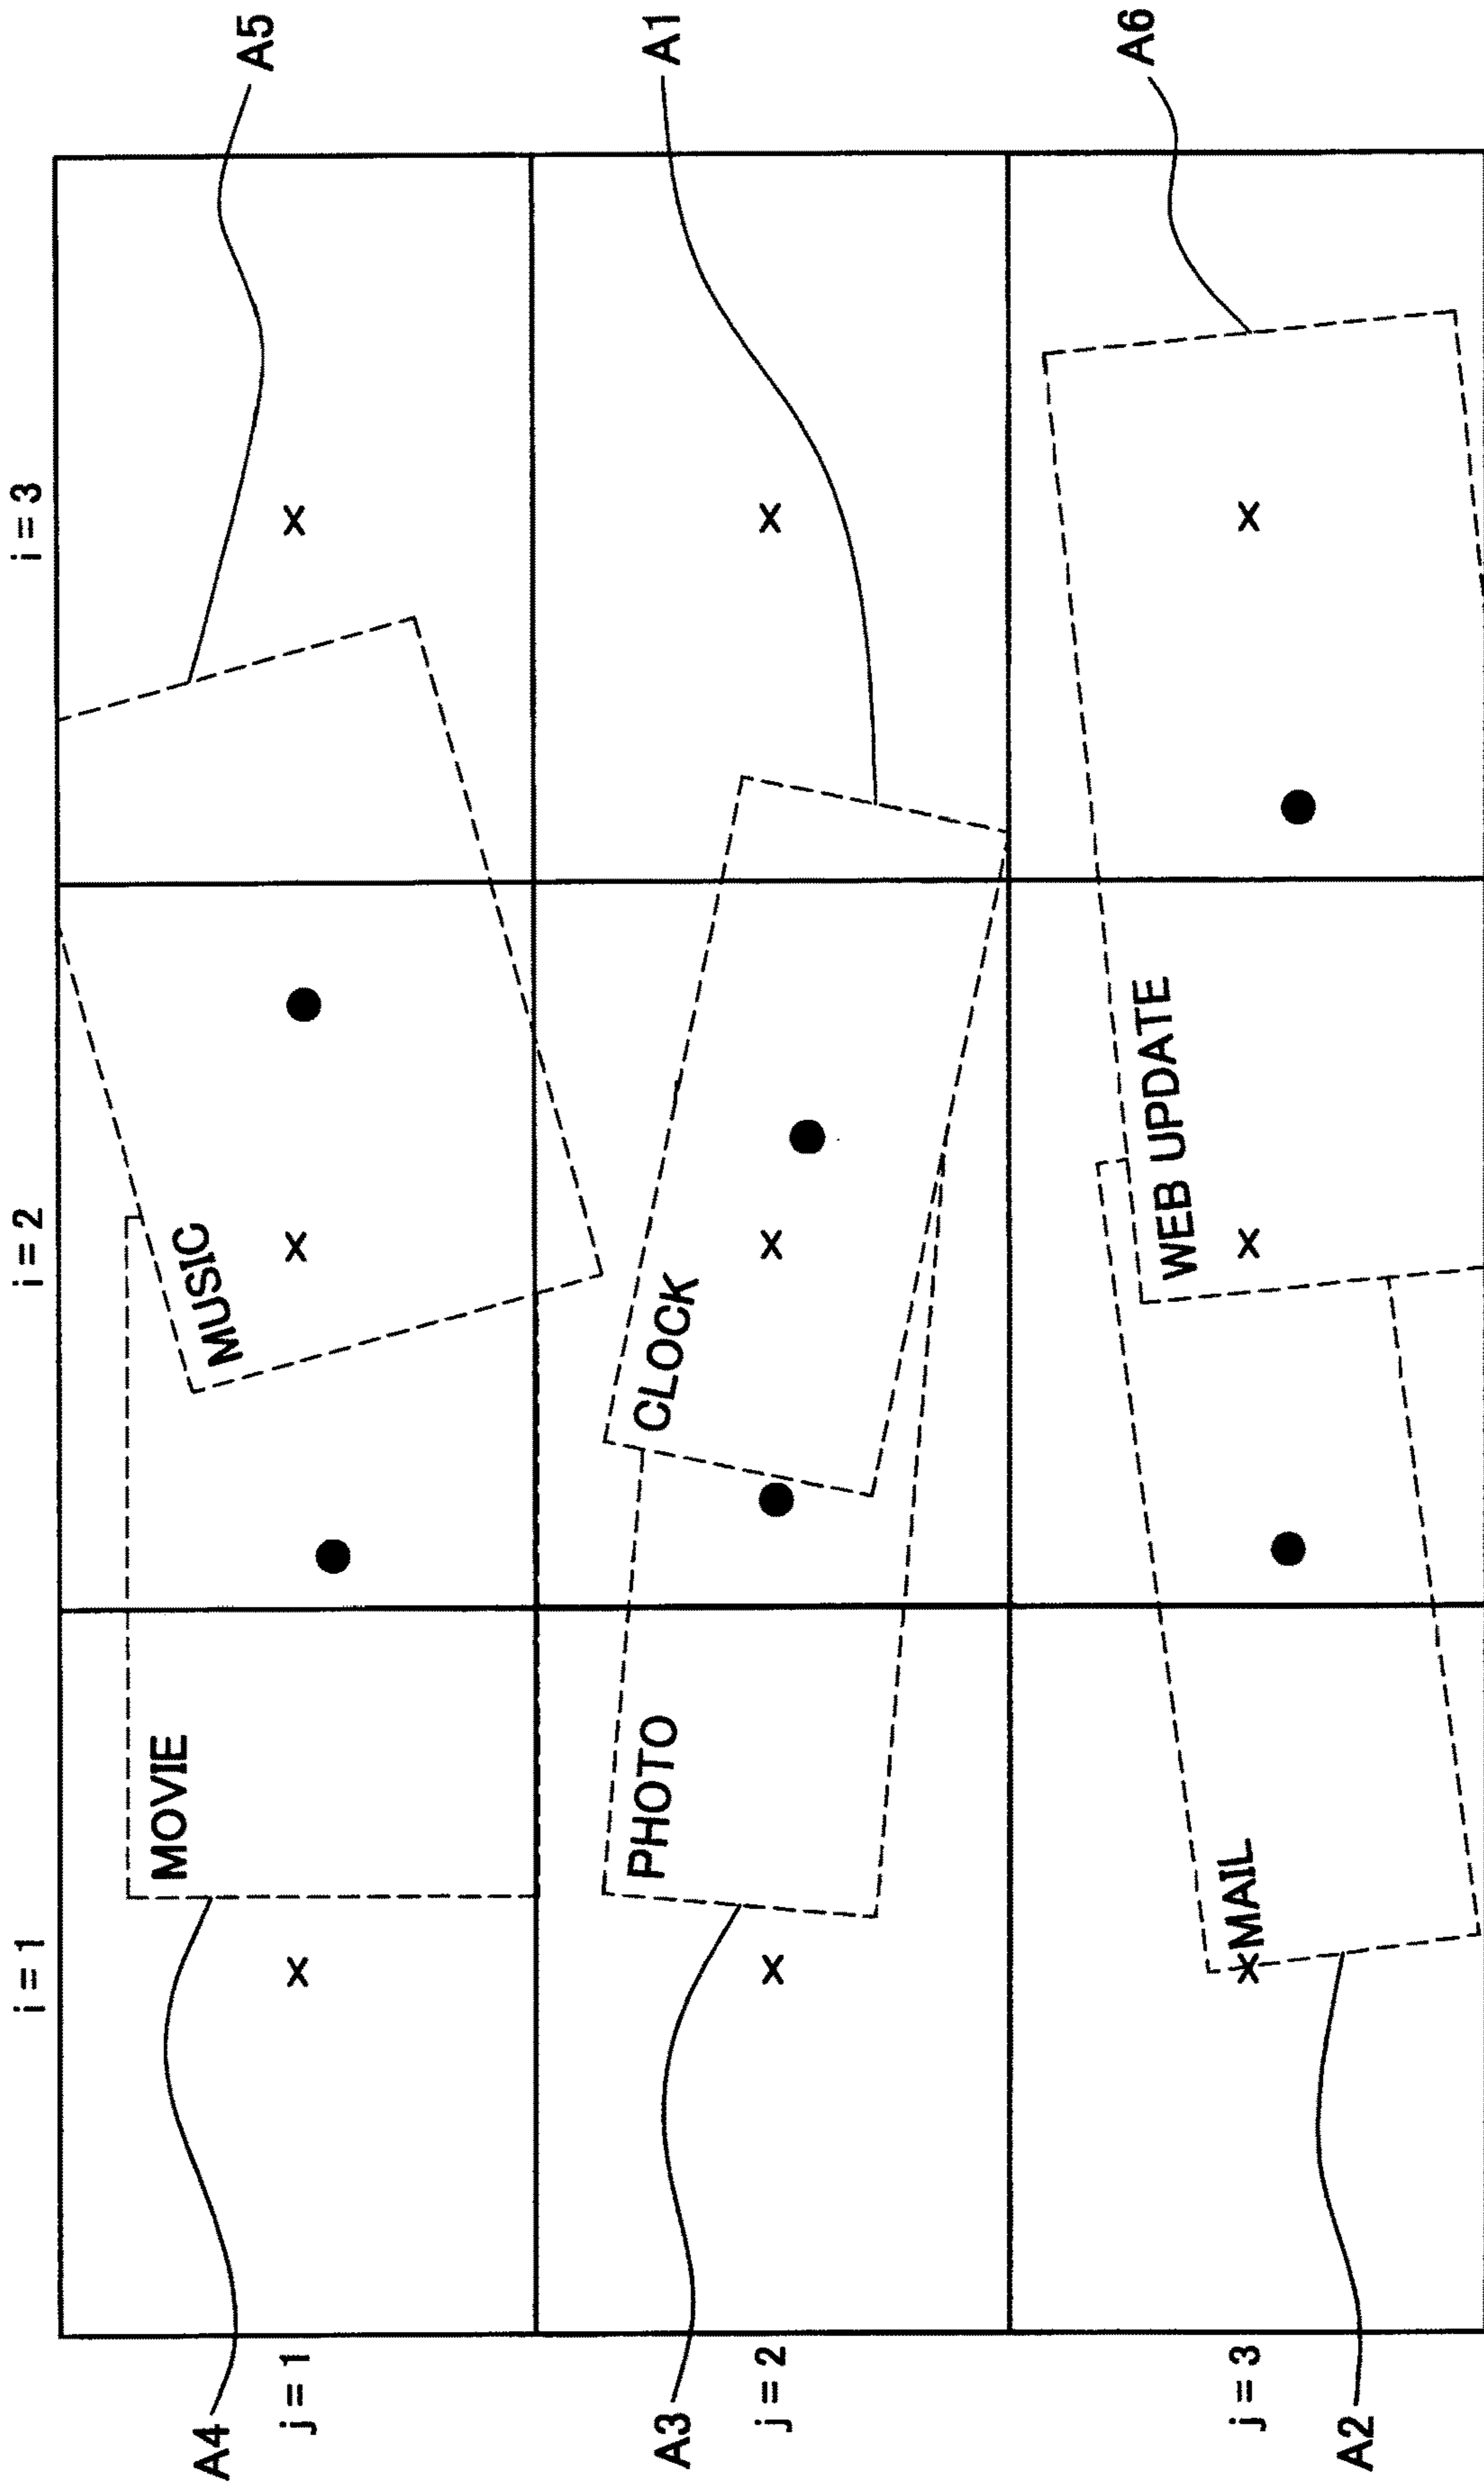 i = 1
i = 2
i = 3
A4
j = 1
MOVIE
MUSIC
A5
A3
j = 2
PHOTO
CLOCK
A1
j = 3
A2
MAIL
WEB UPDATE
A6